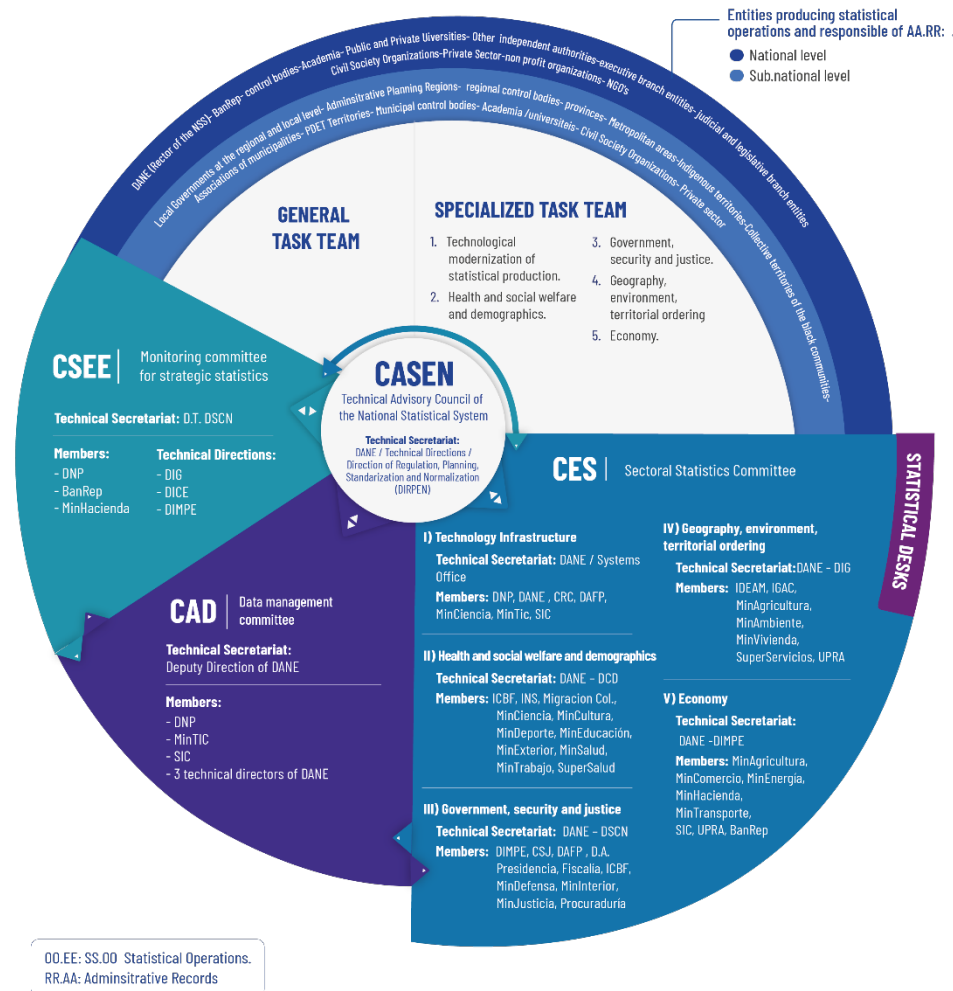 Entities producing statistical
operations and responsible of AA.RR: .
National level
Sub.national level
DANE (Rector of the NSS)- BanRep- control bodies-Academia- Public and Private Uiversities- Other independent authorities-executive branch entities- judicial and legislative branch entities
Civil Society Organizations-Private Sector-non profit organizations- NGO's
Local Governments at the regional and local level- Adminsitrative Planning Regions- regional control bodies- provinces- Metropolitan areas-Indigenous territories-Collective territories of the black communities-
Associations of municipalities- PDET Territories- Municipal control bodies- Academia /universiteis- Civil Society Organizations- Private sector
GENERAL
TASK TEAM
SPECIALIZED TASK TEAM
1. Technological
modernization of
statistical production.
2. Health and social welfare
and demographics.
3. Government,
security and justice.
4. Geography,
environment,
territorial ordering
5. Economy.
CSEE
Monitoring committee
for strategic statistics
Technical Secretariat: D.T. DSCN
Members:
- DNP
- BanRep
- MinHacienda
Technical Directions:
- DIG
- DICE
- DIMPE
CASEN
Technical Advisory Council of
the National Statistical System
Technical Secretariat:
DANE / Technical Directions /
Direction of Regulation, Planning,
Standarization and Normalization
(DIRPEN)
CAD
Data management
committee
Technical Secretariat:
Deputy Direction of DANE
Members:
- DNP
- MinTIC
- SIC
- 3 technical directors of DANE
CES
Sectoral Statistics Committee
STATISTICAL DESKS
I) Technology Infrastructure
Technical Secretariat: DANE / Systems
Office
Members: DNP, DANE , CRC, DAFP,
MinCiencia, MinTic, SIC
II) Health and social welfare and demographics
Technical Secretariat: DANE – DCD
Members: ICBF, INS, Migracion Col.,
MinCiencia, MinCultura,
MinDeporte, MinEducación,
MinExterior, MinSalud,
MinTrabajo, SuperSalud
III) Government, security and justice
Technical Secretariat: DANE – DSCN
Members: DIMPE, CSJ, DAFP , D.A.
Presidencia, Fiscalia, ICBF,
MinDefensa, MinInterior,
MinJusticia, Procuraduría
IV) Geography, environment,
territorial ordering
Technical Secretariat:DANE – DIG
Members: IDEAM, IGAC,
MinAgricultura,
MinAmbiente,
MinVivienda,
SuperServicios, UPRA
V) Economy
Technical Secretariat:
DANE -DIMPE
Members: MinAgricultura,
MinComercio, MinEnergía,
MinHacienda,
MinTransporte,
SIC, UPRA, BanRep
OO.EE: SS.OO Statistical Operations.
RR.AA: Adminsitrative Records